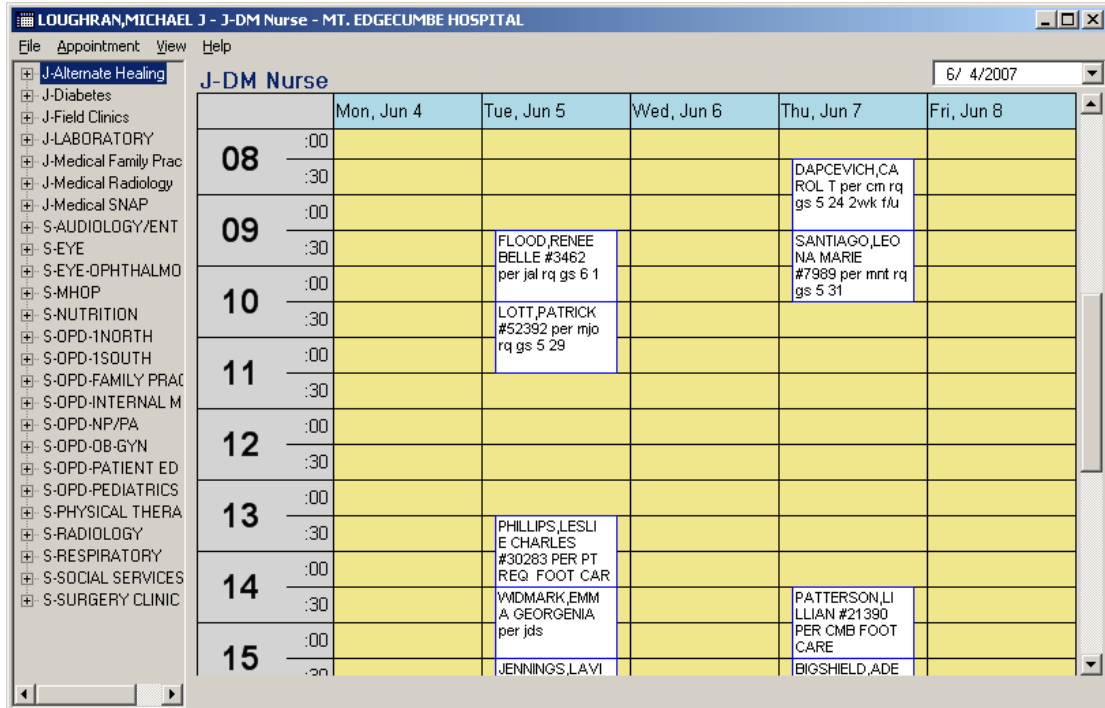 LOUGHRAN,MICHAEL J - J-DM Nurse - MT. EDGECUMBE HOSPITAL
File Appointment View Help
J-Alternate Healing
J-Diabetes
J-Field Clinics
J-LABORATORY
J-Medical Family Prac
J-Medical Radiology
J-Medical SNAP
S-AUDIOLOGY/ENT
S-EYE
S-EYE-OPHTHALMO
S-MHOP
S-NUTRITION
S-OPD-1NORTH
S-OPD-1SOUTH
S-OPD-FAMILY PRAC
S-OPD-INTERNAL M
S-OPD-NP/PA
S-OPD-OB-GYN
S-OPD-PATIENT ED
S-OPD-PEDIATRICS
S-PHYSICAL THERA
S-RADIOLOGY
S-RESPIRATORY
S-SOCIAL SERVICES
S-SURGERY CLINIC
J-DM Nurse
6/ 4/2007
Mon, Jun 4 Tue, Jun 5 Wed, Jun 6 Thu, Jun 7 Fri, Jun 8
08 :00
:30
09 :00
:30
10 :00
:30
11 :00
:30
12 :00
:30
13 :00
:30
14 :00
:30
15 :00
:30
FLOOD,RENEE
BELLE #3462
per jal rq gs 6 1
LOTT,PATRICK
#52392 per mjo
rq gs 5 29
PHILLIPS,LESLI
E CHARLES
#30283 PER PT
REQ FOOT CAR
WIDMARK,EMM
A GEORGENIA
per jds
JENNINGS,LAVI
DAPCEVICH,CA
ROL T per cm rq
gs 5 24 2wk f/u
SANTIAGO,LEO
NA MARIE
#7989 per mnt rq
gs 5 31
PATTERSON,LI
LLIAN #21390
PER CMB FOOT
CARE
BIGSHIELD,ADE